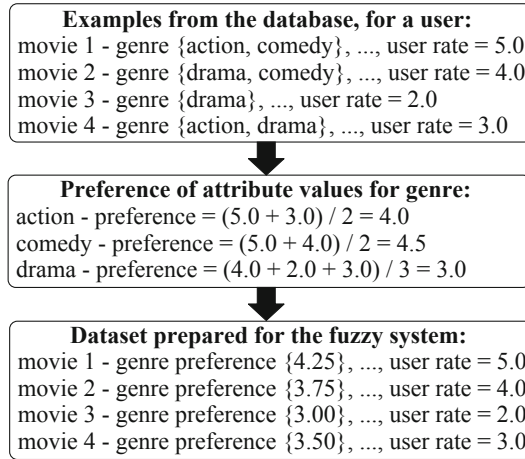 Examples from the database, for a user:
movie 1 - genre {action, comedy}, ..., user rate = 5.0
movie 2 - genre {drama, comedy}, ..., user rate = 4.0
movie 3 - genre {drama}, ..., user rate = 2.0
movie 4 - genre {action, drama}, ..., user rate = 3.0
Preference of attribute values for genre:
action - preference = (5.0 + 3.0) / 2 = 4.0
comedy - preference = (5.0 + 4.0) / 2 = 4.5
drama - preference = (4.0 + 2.0 + 3.0) / 3 = 3.0
Dataset prepared for the fuzzy system:
movie 1 - genre preference {4.25}, ..., user rate = 5.0
movie 2 - genre preference {3.75}, ..., user rate = 4.0
movie 3 - genre preference {3.00}, ..., user rate = 2.0
movie 4 - genre preference {3.50}, ..., user rate = 3.0